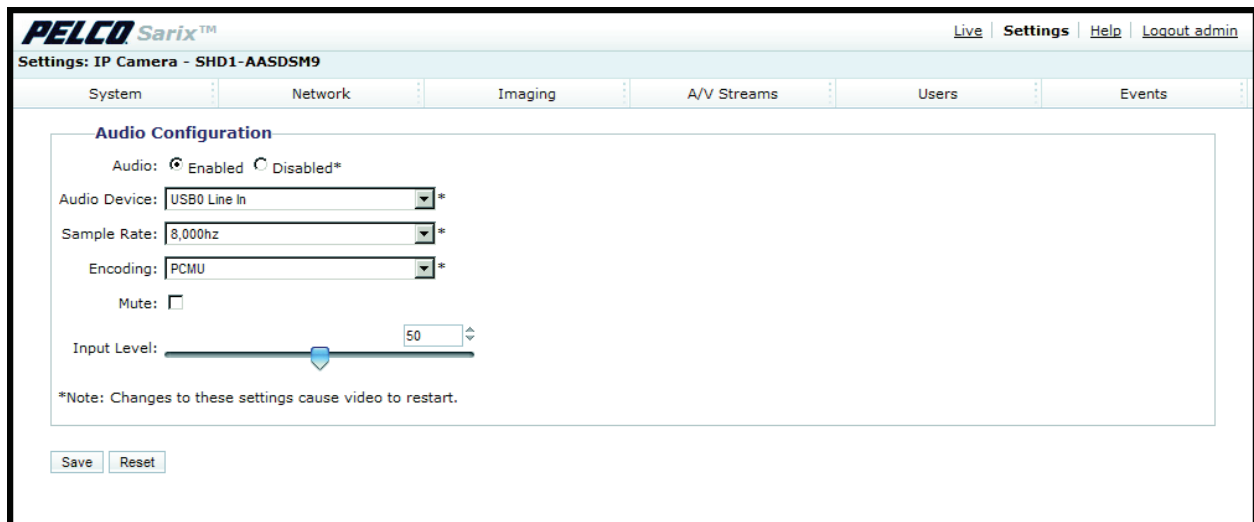 PELCO Sarix™
Live Settings Help Logout admin
Settings: IP Camera - SHD1-AASDSM9
System Network Imaging A/V Streams Users Events
Audio Configuration
Audio: Enabled Disabled*
Audio Device: USB0 Line In *
Sample Rate: 8,000hz *
Encoding: PCMU *
Mute:
50
Input Level:
*Note: Changes to these settings cause video to restart.
Save Reset